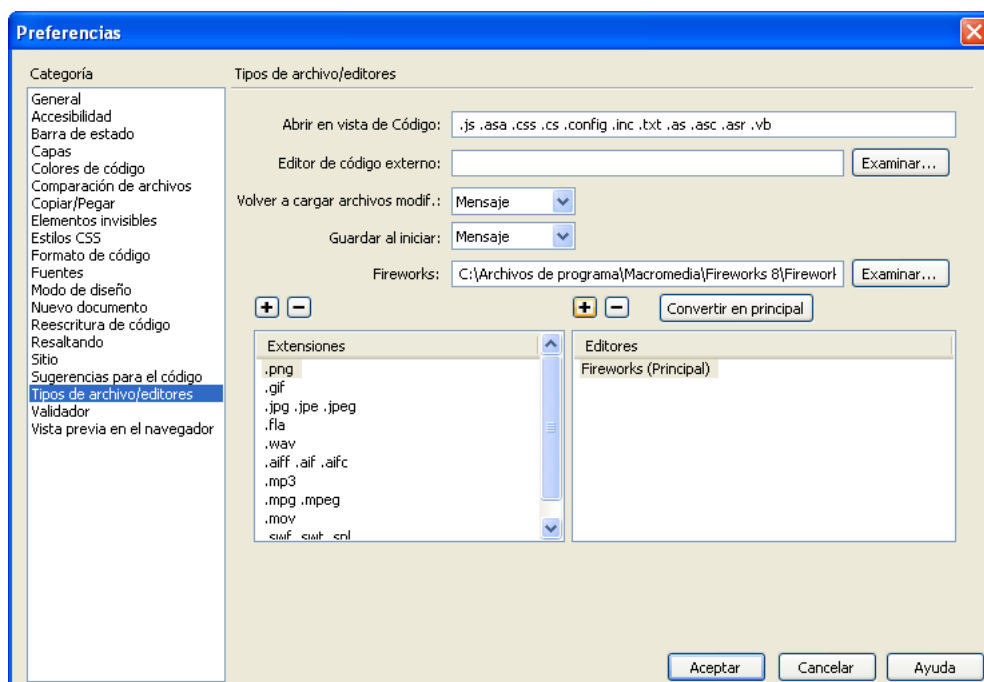 Preferencias
Categoría
General
Accesibilidad
Barra de estado
Capas
Colores de código
Comparación de archivos
Copiar/Pegar
Elementos invisibles
Estilos CSS
Formato de código
Fuentes
Modo de diseño
Nuevo documento
Reescritura de código
Resaltando
Sitio
Sugerencias para el código
Tipos de archivo/editores
Validador
Vista previa en el navegador
Tipos de archivo/editores
Abrir en vista de Código: .js .asa .css .cs .config .inc .txt .as .asc .asr .vb
Editor de código externo: Examinar...
Volver a cargar archivos modif.: Mensaje
Guardar al iniciar: Mensaje
Fireworks: C:\Archivos de programa\Macromedia\Fireworks 8\Firework Examinar...
Convertir en principal
Extensiones
.png
.gif
.jpg .jpe .jpeg
.fla
.wav
.aiff .aif .aifc
.mp3
.mpg .mpeg
.mov
.swf .swt .spl
Editores
Fireworks (Principal)
Aceptar Cancelar Ayuda